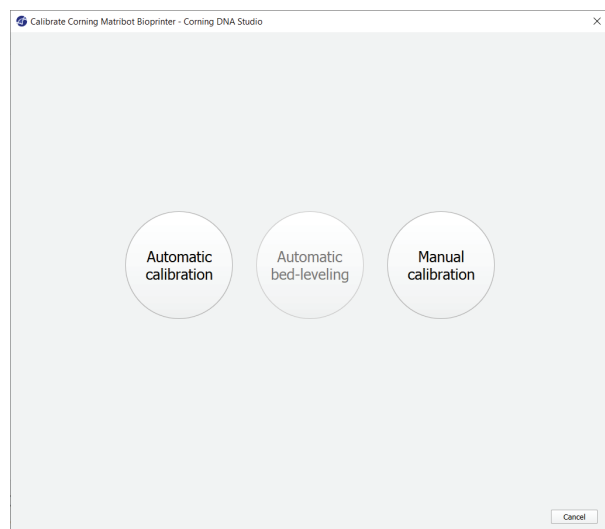 Calibrate Corning Matribot Bioprinter - Corning DNA Studio
Automatic
calibration
Automatic
bed-leveling
Manual
calibration
Cancel